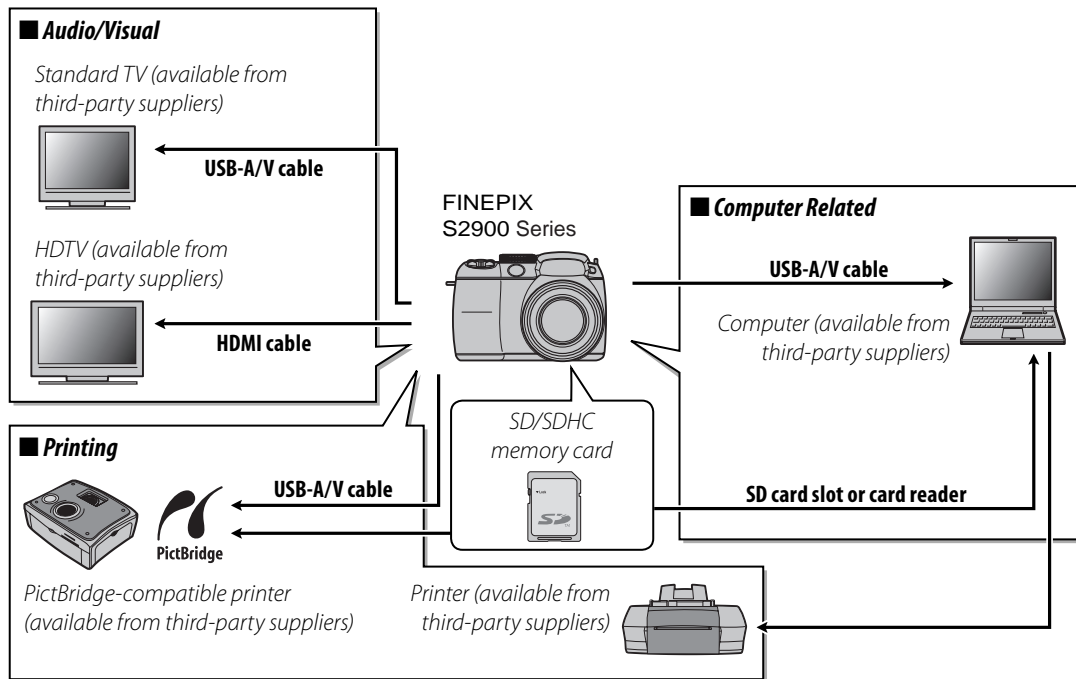 ■ Audio/Visual
Standard TV (available from
third-party suppliers)
USB-A/V cable
HDTV (available from
third-party suppliers)
HDMI cable
FINEPIX
S2900 Series
■ Computer Related
USB-A/V cable
Computer (available from
third-party suppliers)
SD/SDHC
memory card
Lock
SD
SD card slot or card reader
■ Printing
USB-A/V cable
PictBridge
PictBridge-compatible printer
(available from third-party suppliers)
Printer (available from
third-party suppliers)